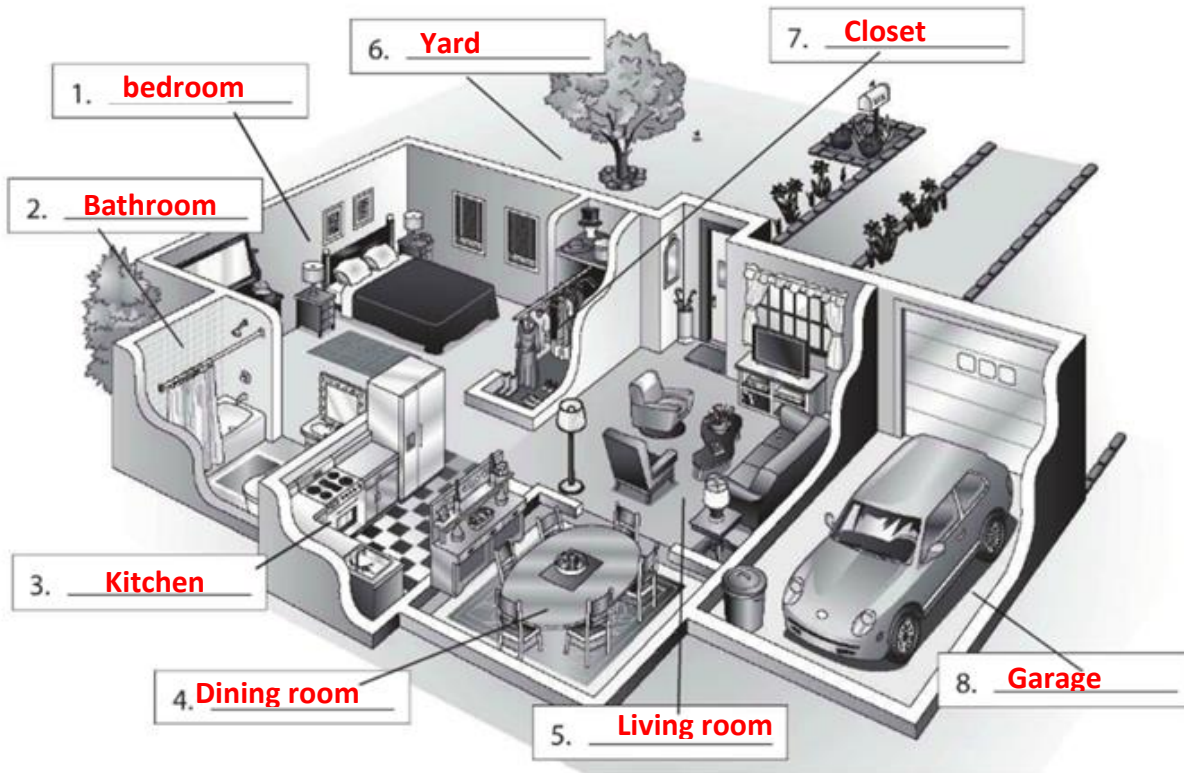 1. bedroom
2. Bathroom
3. Kitchen
4. Dining room
5. Living room
6. Yard
7. Closet
8. Garage